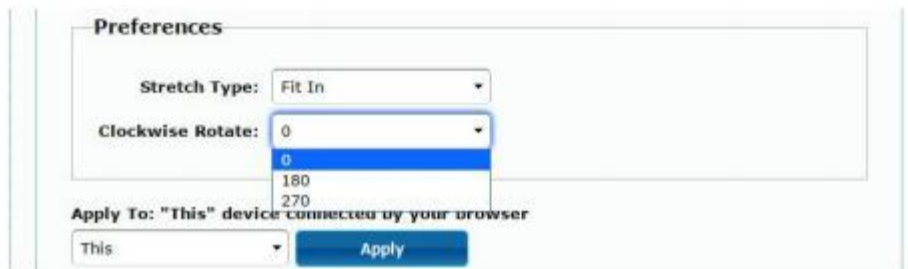 Preferences
Stretch Type: Fit In
Clockwise Rotate: 0
0
180
270
Apply To: "This" device connected by your browser
This Apply